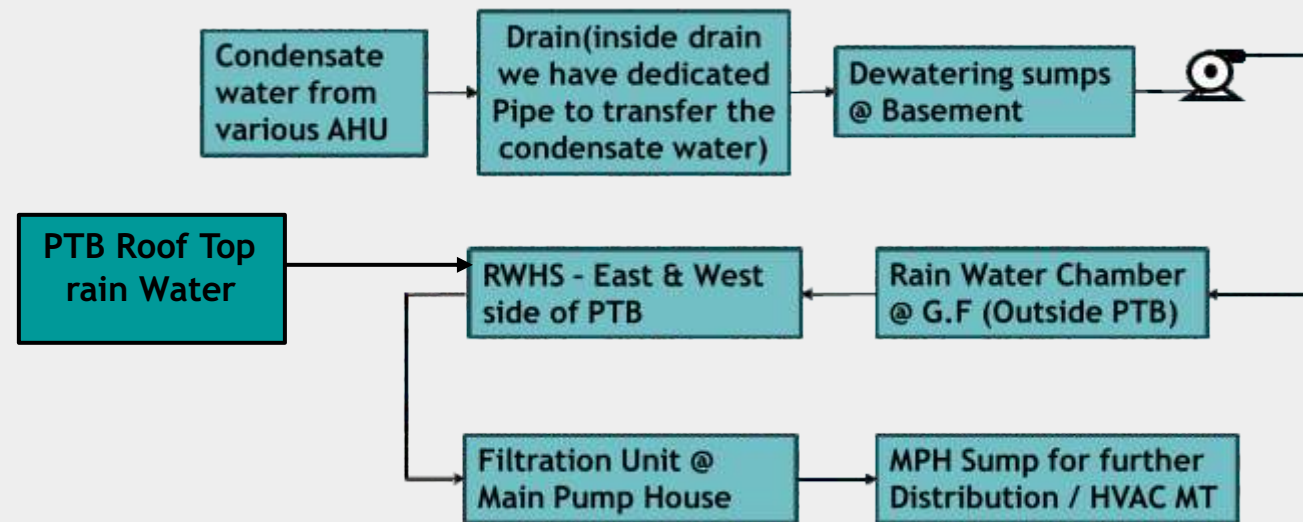 Condensate
water from
various AHU
Drain(inside drain
we have dedicated
Pipe to transfer the
condensate water)
Dewatering sumps
@ Basement
PTB Roof Top
rain Water
RWHS - East & West
side of PTB
Rain Water Chamber
@ G.F (Outside PTB)
Filtration Unit @
Main Pump House
MPH Sump for further
Distribution / HVAC MT